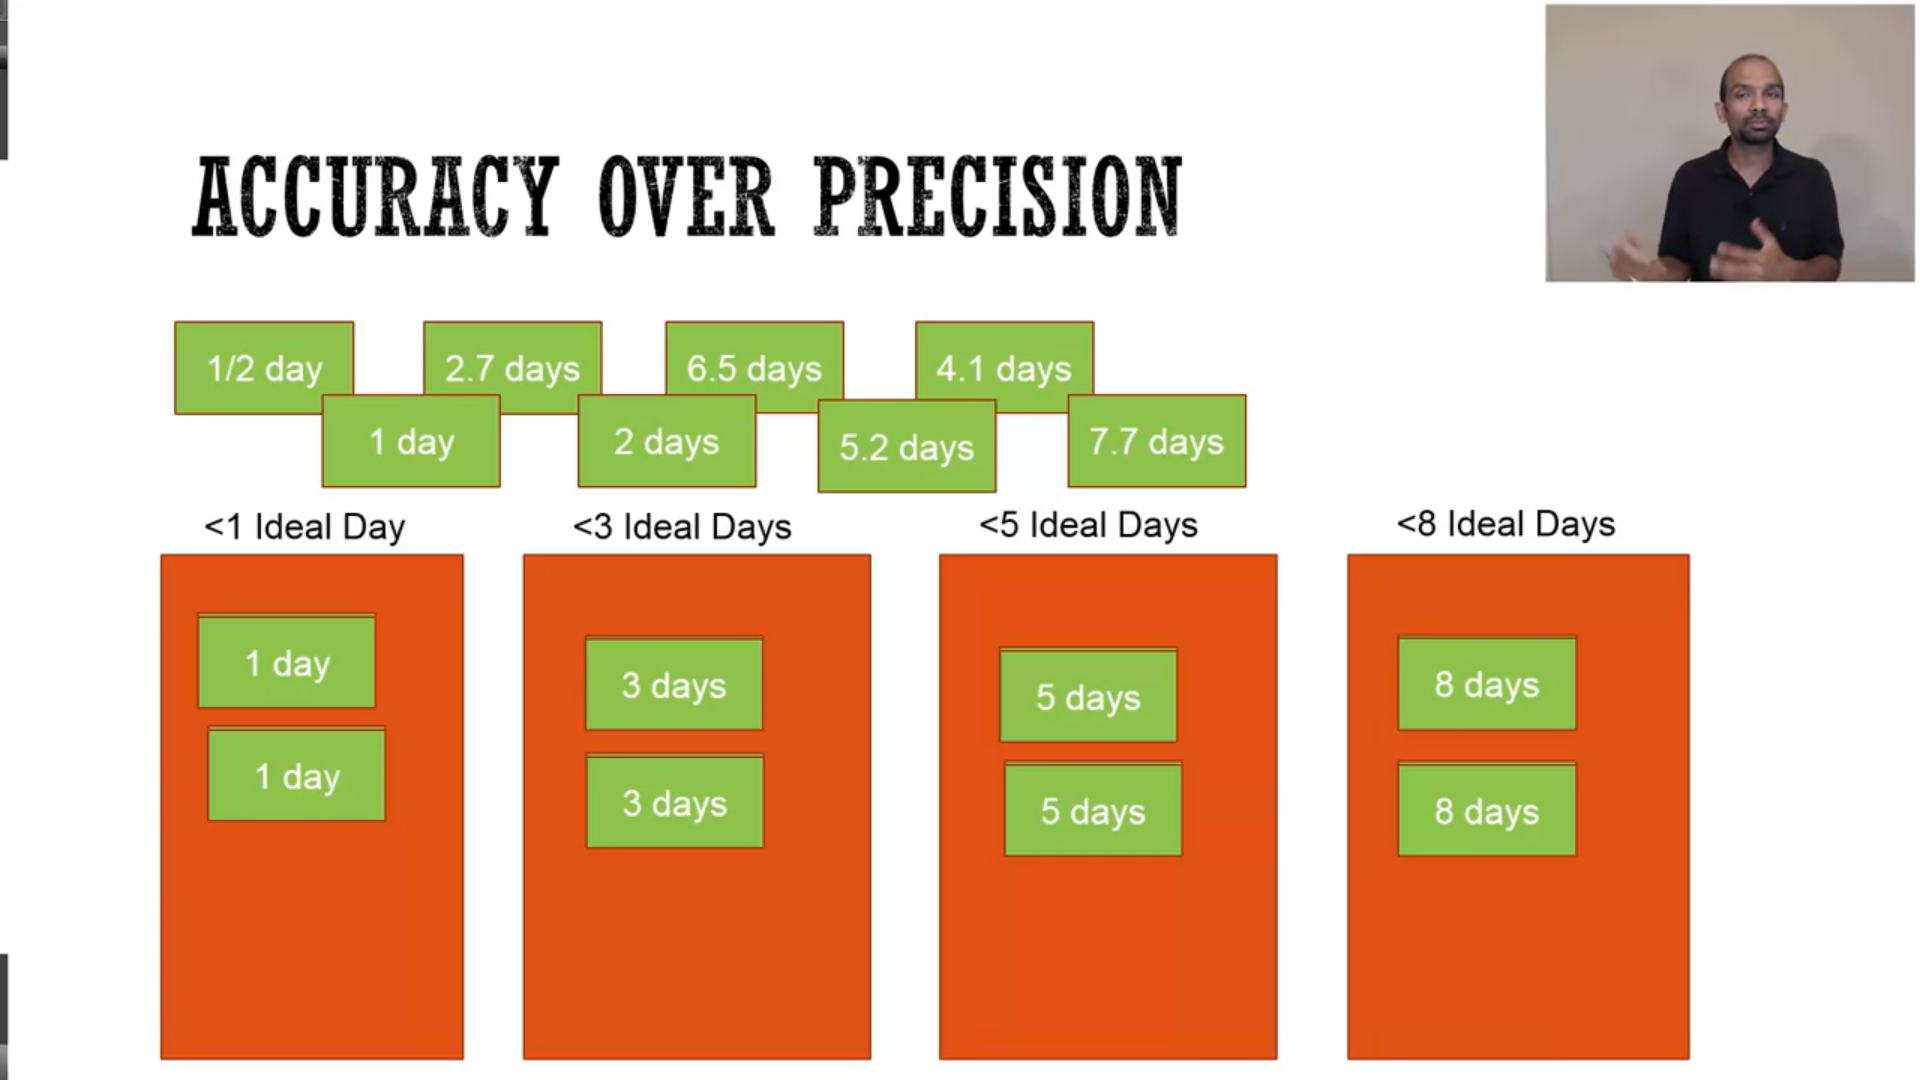 ACCURACY OVER PRECISION
1/2 day
2.7 days
6.5 days
4.1 days
1 day
2 days
5.2 days
7.7 days
<1 Ideal Day
<3 Ideal Days
<5 Ideal Days
<8 Ideal Days
1 day
3 days
5 days
8 days
1 day
3 days
5 days
8 days